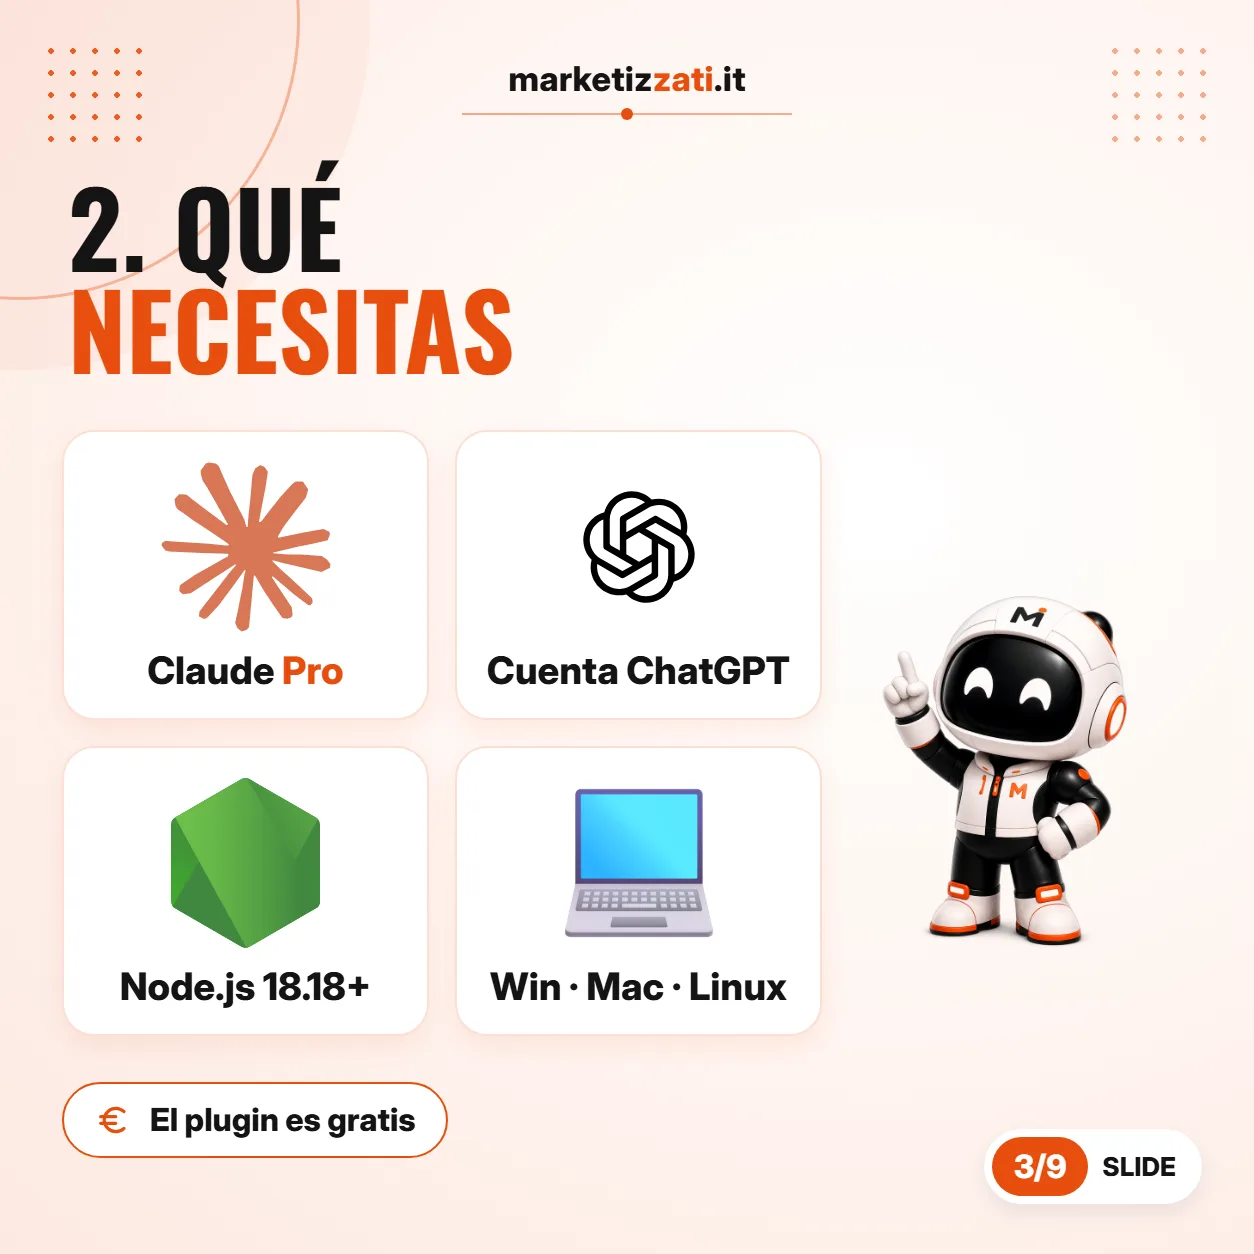 marketizzati.it
2. QUÉ
NECESITAS
Claude Pro
Cuenta ChatGPT
Node.js 18.18+
Win · Mac · Linux
€ El plugin es gratis
3/9 SLIDE
M
M